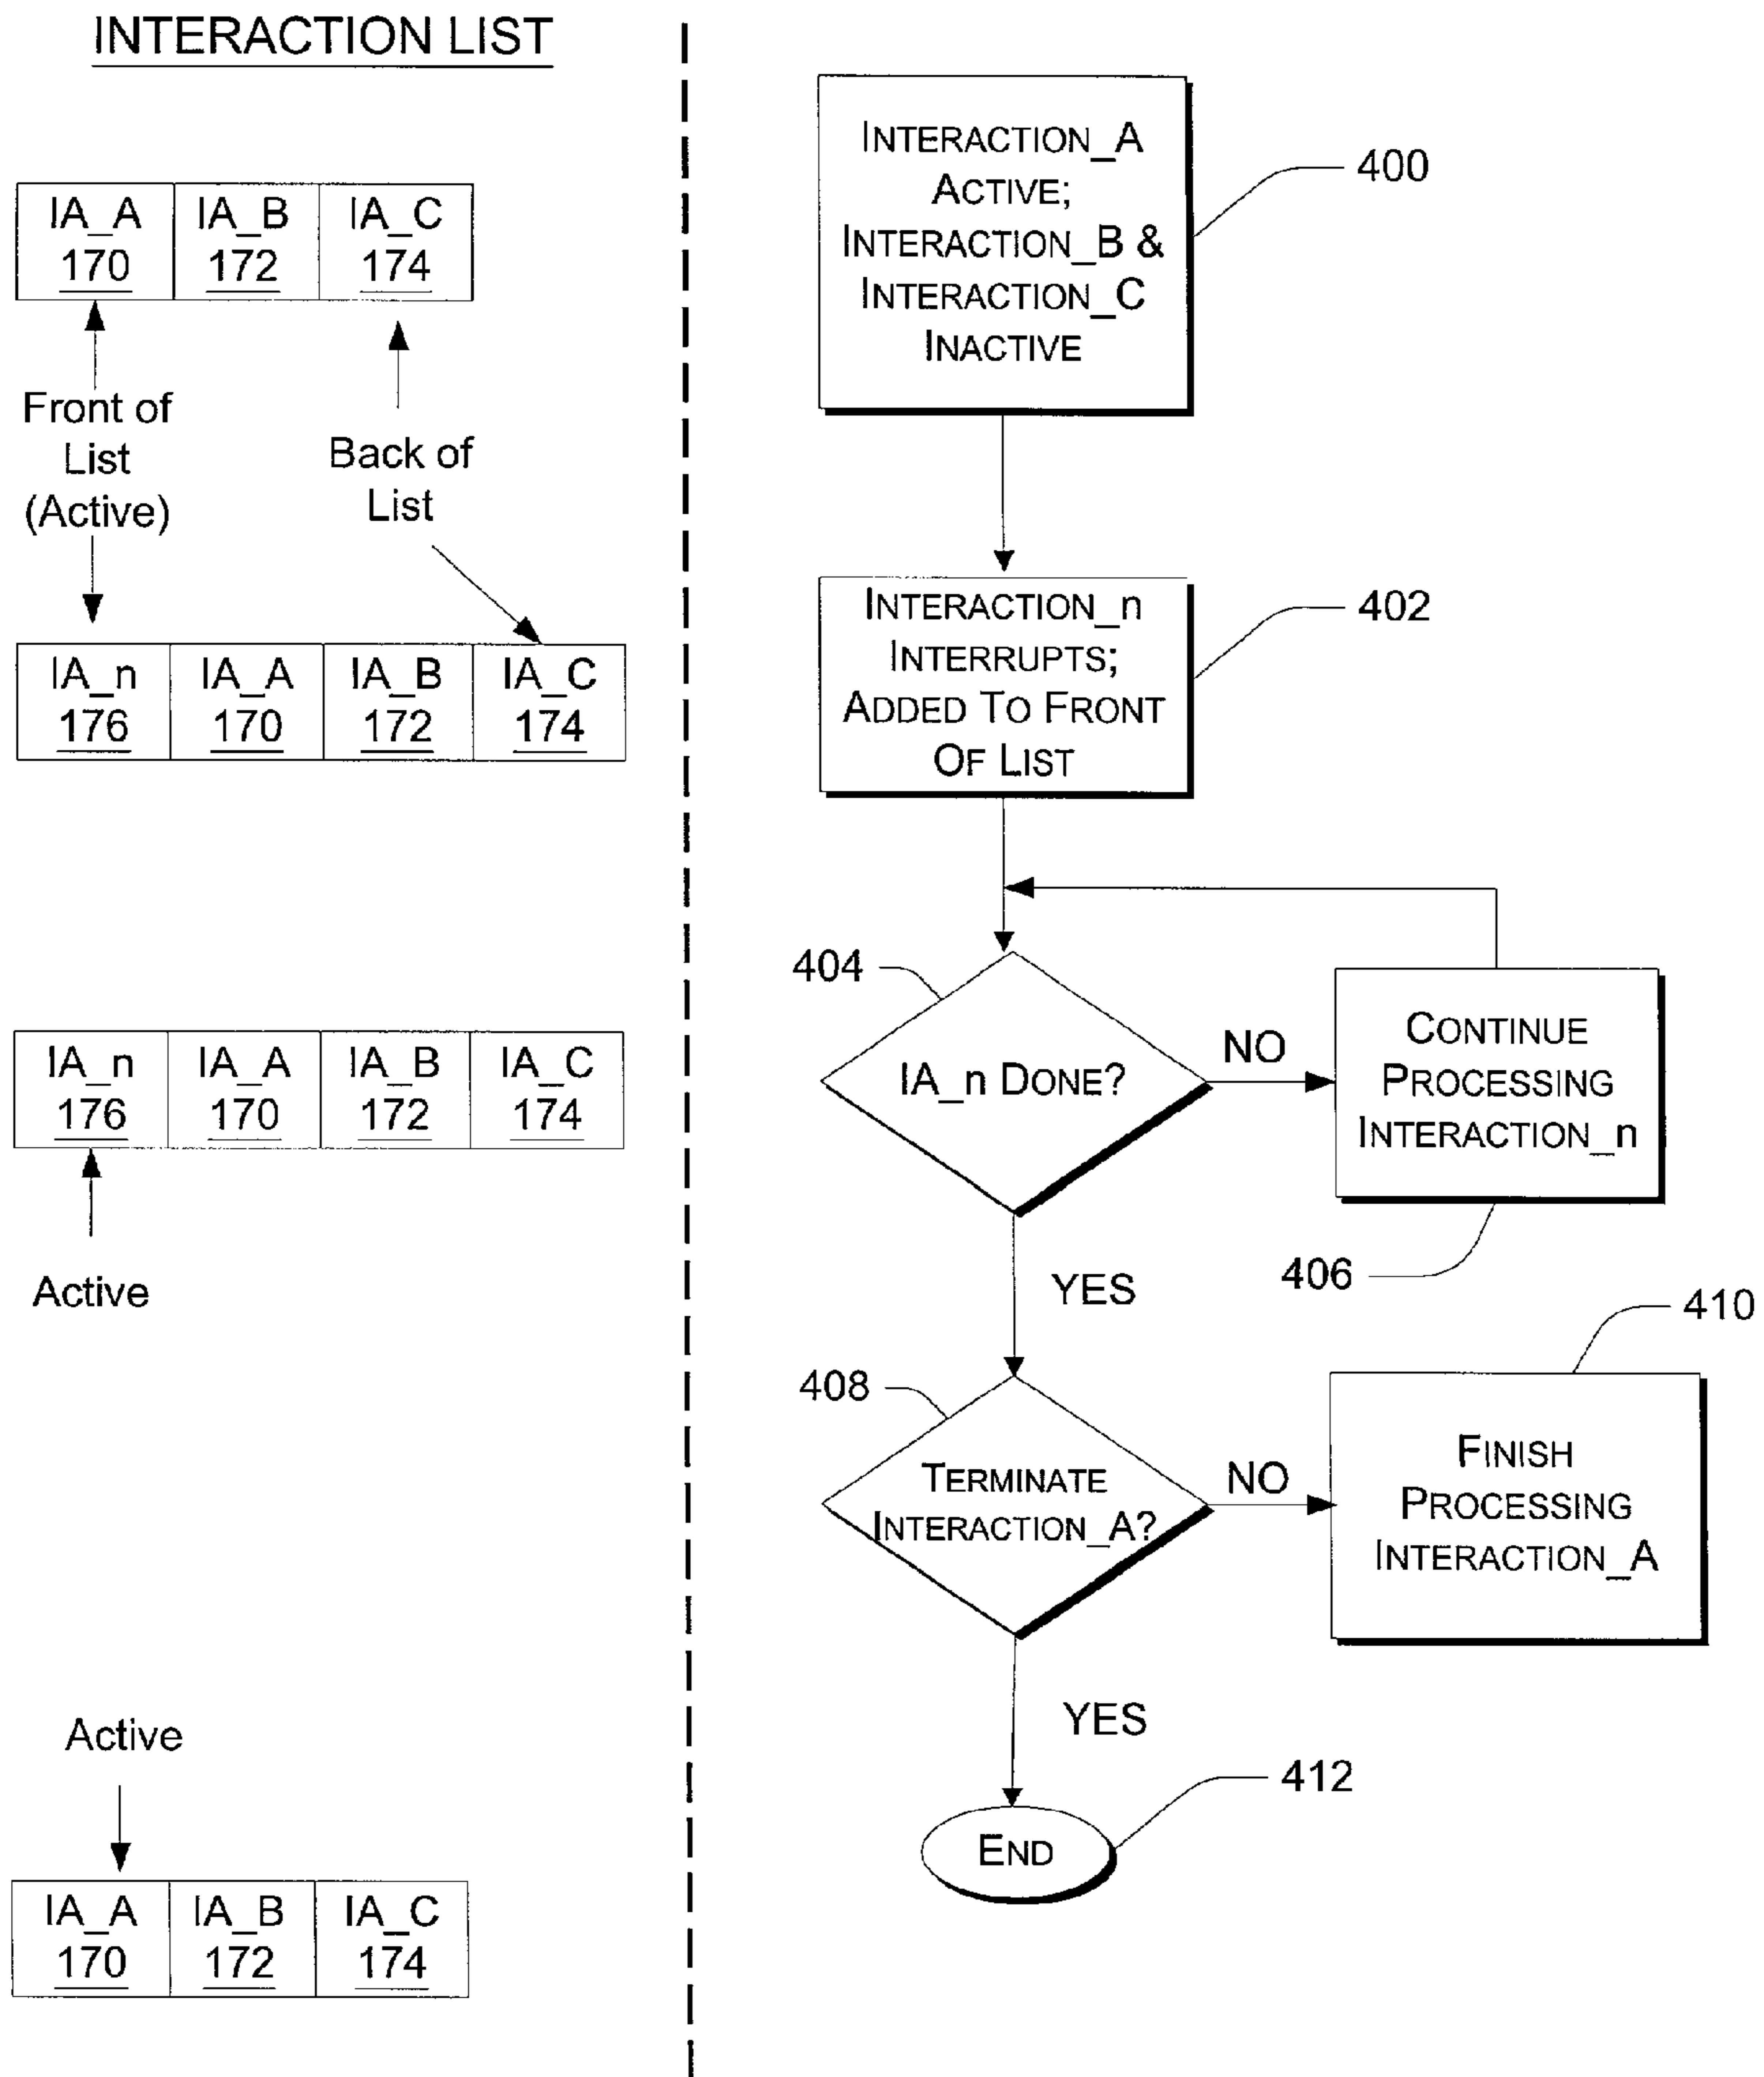 INTERACTION LIST
IA_A
170
IA_B
172
IA_C
174
Front of
List
(Active)
Back of
List
IA_n
176
IA_A
170
IA_B
172
IA_C
174
IA_n
176
IA_A
170
IA_B
172
IA_C
174
Active
Active
IA_A
170
IA_B
172
IA_C
174
INTERACTION_A
ACTIVE;
INTERACTION_B &
INTERACTION_C
INACTIVE
400
INTERACTION_n
INTERRUPTS;
ADDED TO FRONT
OF LIST
402
404
IA_n DONE?
NO
CONTINUE
PROCESSING
INTERACTION_n
406
YES
408
TERMINATE
INTERACTION_A?
NO
FINISH
PROCESSING
INTERACTION_A
410
YES
412
END